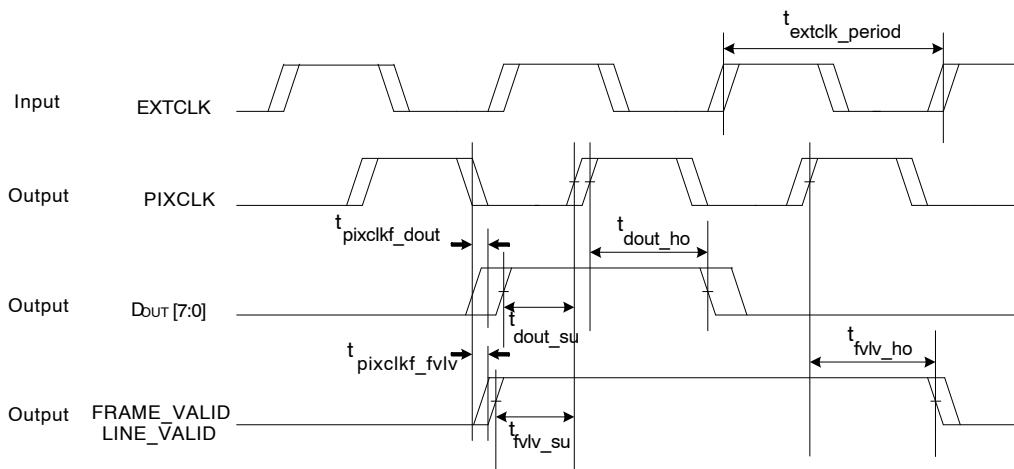 t extclk_period
Input EXTCLK
Output PIXCLK
t pixclkf_dout
t dout_ho
Output DOUT [7:0]
t dout_su
t pixclkf_fvlv
t fvlv_ho
Output FRAME_VALID
LINE_VALID
t fvlv_su